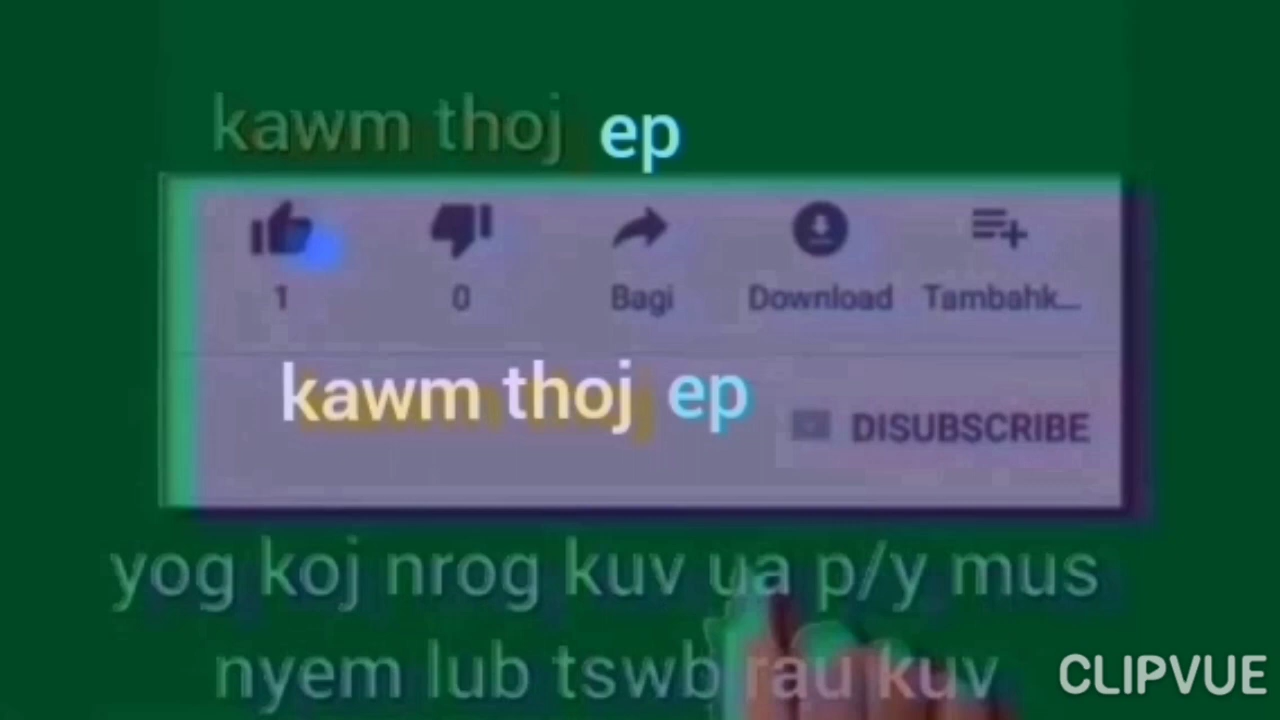 kawm thoj ep
1 0 Bagi Download Tambahk...
kawm thoj ep
DISUBSCRIBE
yog koj nrog kuv ua p/y mus
nyem lub tswb rau kuv
CLIPVUE